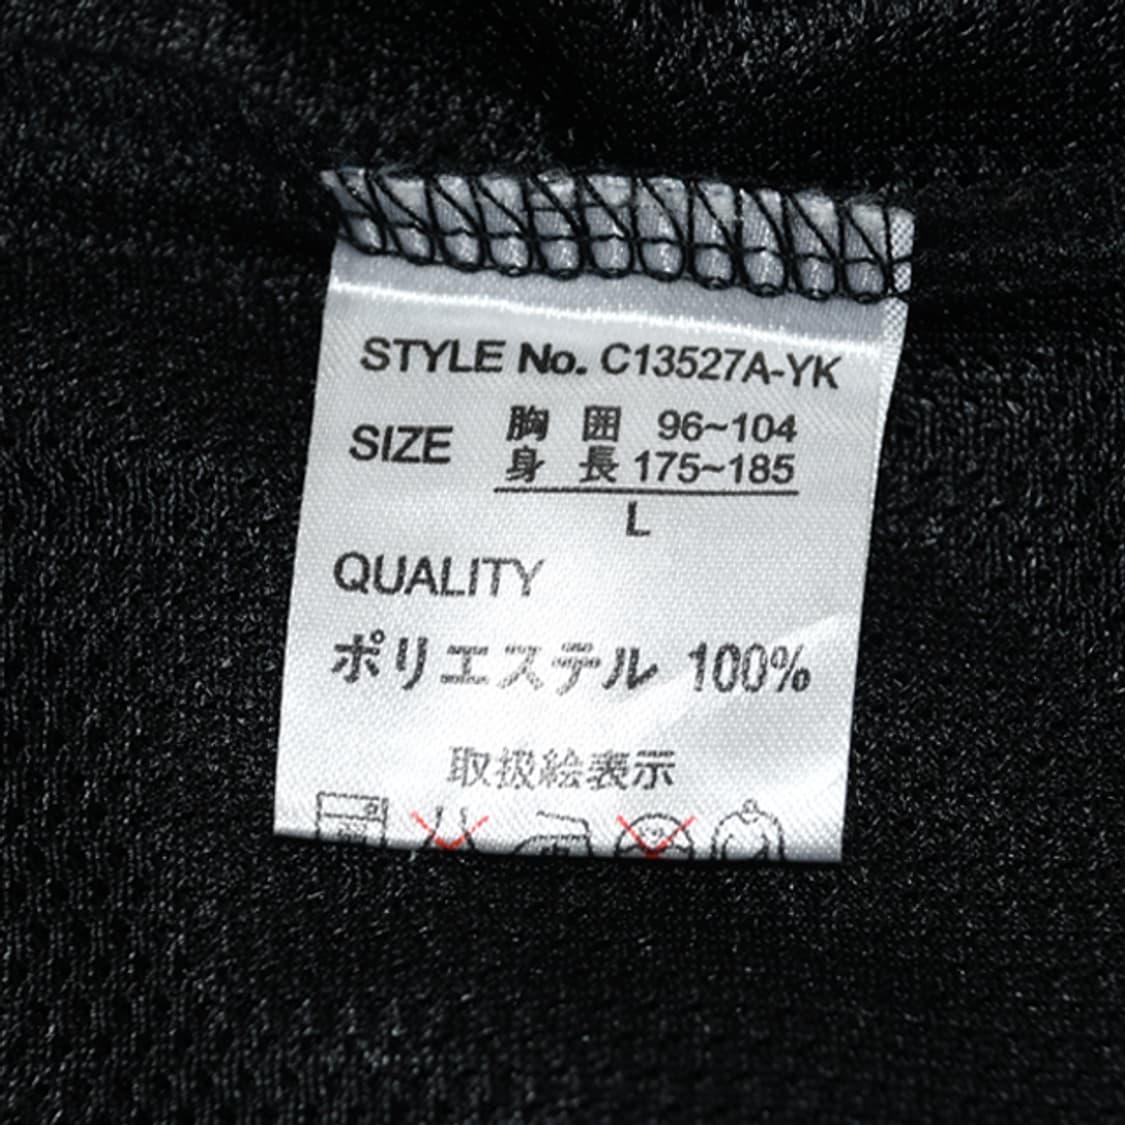 STYLE No. C13527A-YK
SIZE 胸 囲 96~104
身 長 175~185
L
QUALITY
ポリエステル 100%
取扱絵表示